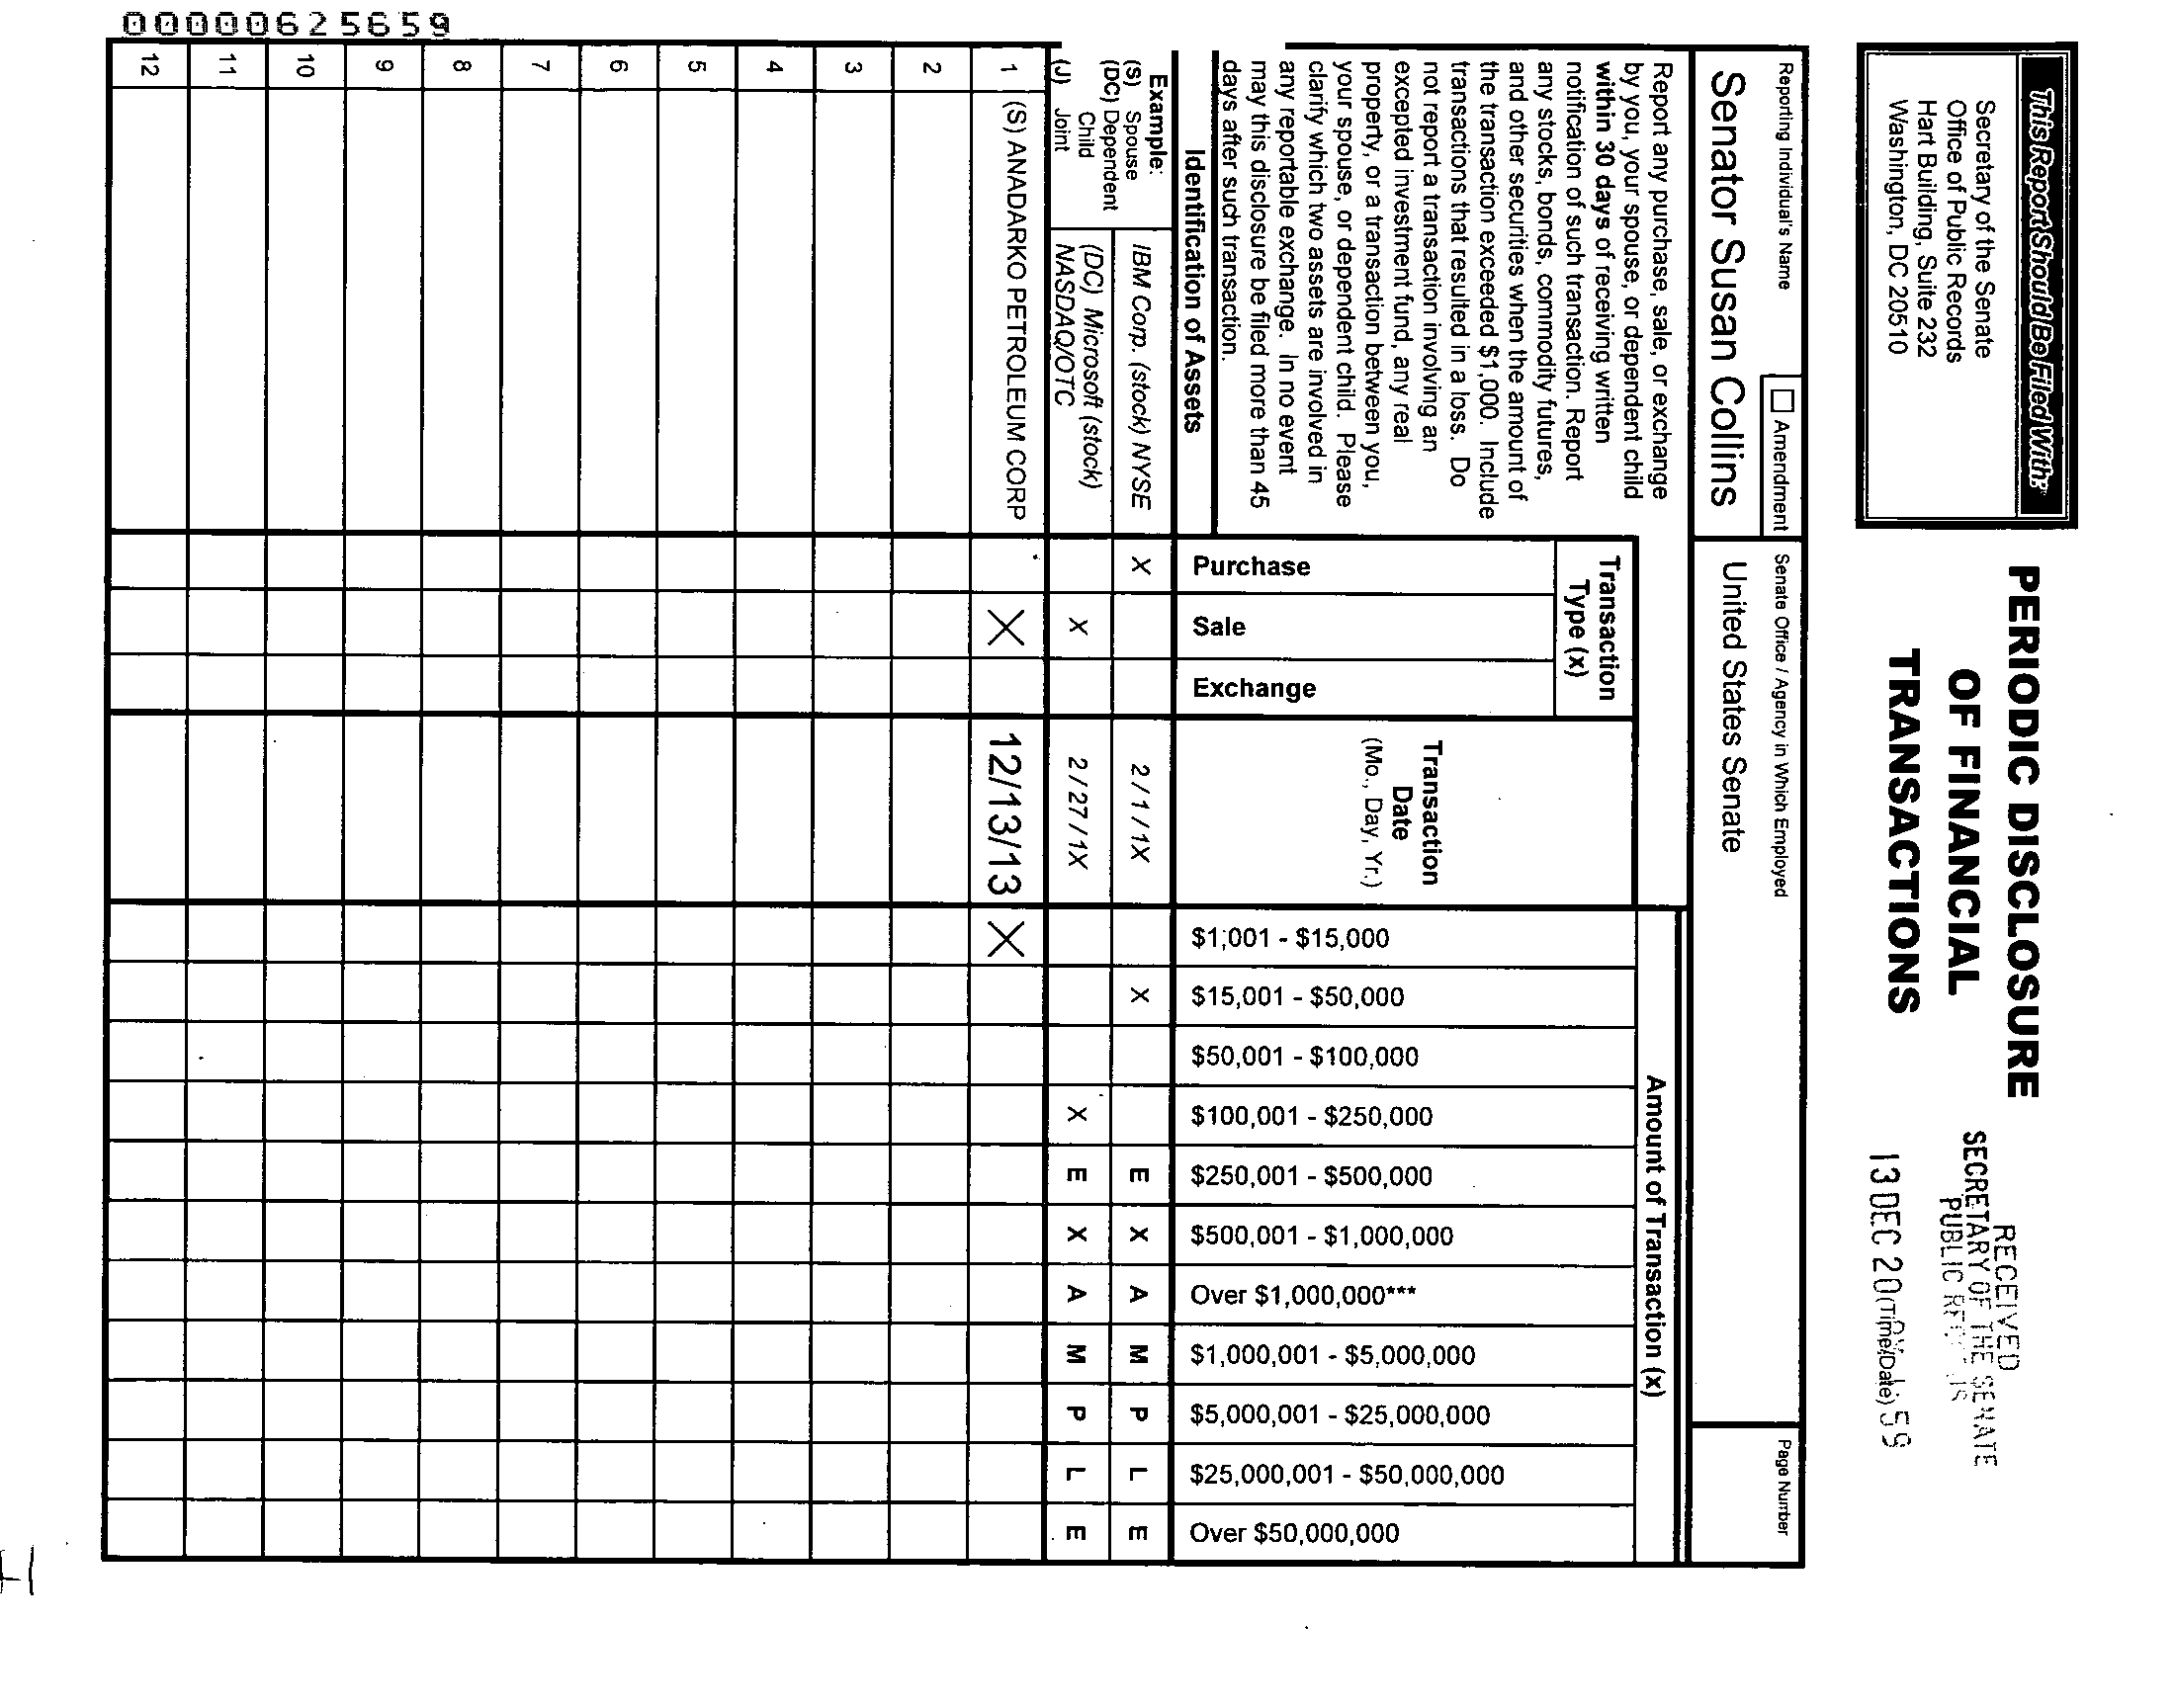 This Report Should Be Filed With:
Secretary of the Senate
Office of Public Records
Hart Building, Suite 232
Washington, DC 20510
PERIODIC DISCLOSURE
OF FINANCIAL
TRANSACTIONS
RECEIVED
SECRETARY OF THE SENATE
PUBLIC
13 DEC 20 (Time/Date) 59
Reporting Individual's Name
Amendment
Senate Office / Agency in Which Employed
Page Number
Senator Susan Collins
United States Senate
Report any purchase, sale, or exchange
by you, your spouse, or dependent child
within 30 days of receiving written
notification of such transaction. Report
any stocks, bonds, commodity futures,
and other securities when the amount of
the transaction exceeded $1,000. Include
transactions that resulted in a loss. Do
not report a transaction involving an
excepted investment fund, any real
property, or a transaction between you,
your spouse, or dependent child. Please
clarify which two assets are involved in
any reportable exchange. In no event
may this disclosure be filed more than 45
days after such transaction.
Identification of Assets
Transaction
Type (x)
Purchase
Sale
Exchange
Transaction
Date
(Mo., Day, Yr.)
Amount of Transaction (x)
$1,001 - $15,000
$15,001 - $50,000
$50,001 - $100,000
$100,001 - $250,000
$250,001 - $500,000
$500,001 - $1,000,000
Over $1,000,000***
$1,000,001 - $5,000,000
$5,000,001 - $25,000,000
$25,000,001 - $50,000,000
Over $50,000,000
Example:
(S) Spouse
(DC) Dependent
Child
(J) Joint
IBM Corp. (stock) NYSE X 2/1/1X X E X A M P L E
(DC) Microsoft (stock)
NASDAQ/OTC X 2/27/1X X E X A M P L E
1 (S) ANADARKO PETROLEUM CORP X 12/13/13 X
2
3
4
5
6
7
8
9
10
11
12
00000625659